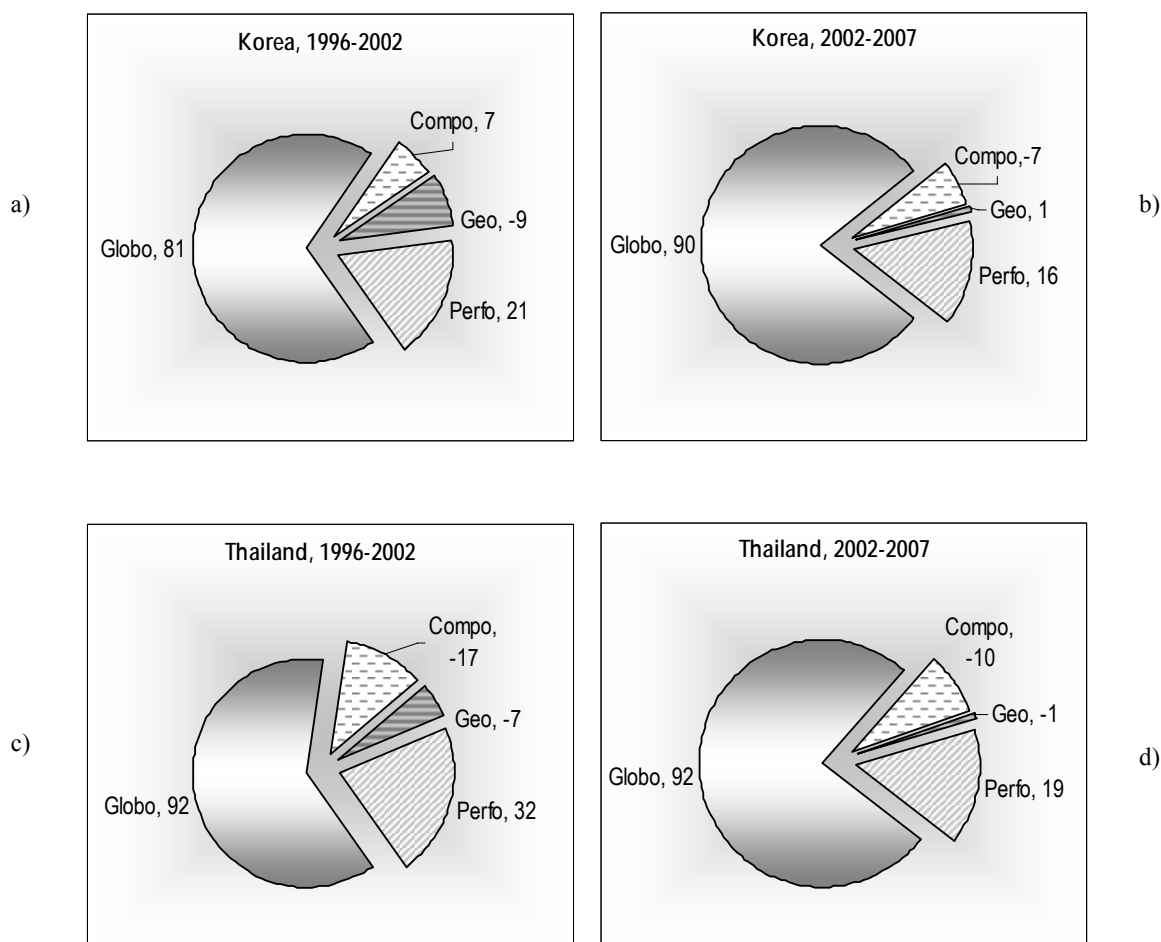 Korea, 1996-2002
Compo, 7
Geo, -9
Globo, 81
Perfo, 21
a)
Korea, 2002-2007
Compo,-7
Geo, 1
Globo, 90
Perfo, 16
b)
Thailand, 1996-2002
Compo,
-17
Geo, -7
Globo, 92
Perfo, 32
c)
Thailand, 2002-2007
Compo,
-10
Geo, -1
Globo, 92
Perfo, 19
d)